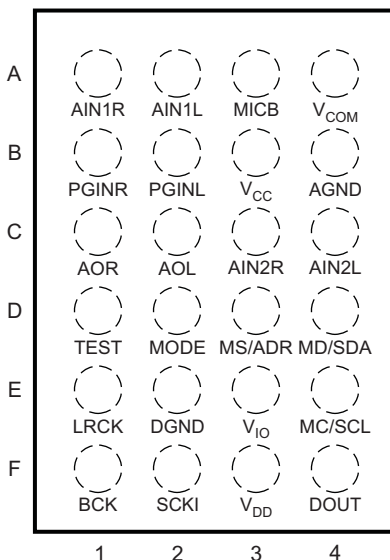 A
AIN1R AIN1L MICB VCOM
B
PGINR PGINL VCC AGND
C
AOR AOL AIN2R AIN2L
D
TEST MODE MS/ADR MD/SDA
E
LRCK DGND VIO MC/SCL
F
BCK SCKI VDD DOUT
1 2 3 4